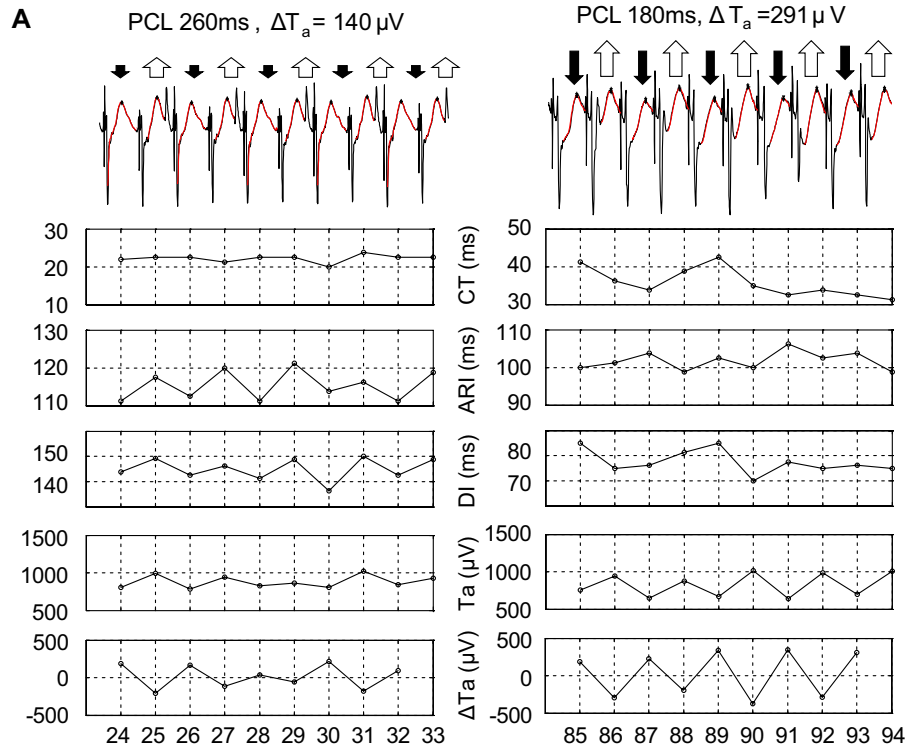 A
PCL 260ms , ΔTa = 140 µV
PCL 180ms, Δ Ta =291 µ V
30
20
10
CT (ms)
50
40
30
120
110
130
ARI (ms)
110
100
90
150
140
DI (ms)
80
70
1500
1000
500
Ta (µV)
1500
1000
500
500
0
-500
ΔTa (µV)
500
0
-500
24 25 26 27 28 29 30 31 32 33
85 86 87 88 89 90 91 92 93 94